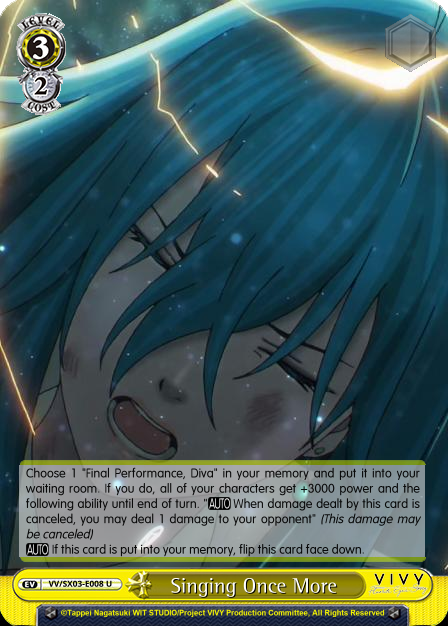 LEVEL
3
2
COST
Choose 1 "Final Performance, Diva" in your memory and put it into your
waiting room. If you do, all of your characters get +3000 power and the
following ability until end of turn. "AUTO When damage dealt by this card is
canceled, you may deal 1 damage to your opponent" (This damage may
be canceled)
AUTO If this card is put into your memory, flip this card face down.
EV VV/SX03-E008 U
Singing Once More
VIVY
©Tappei Nagatsuki WIT STUDIO/Project VIVY Production Committee, All Rights Reserved